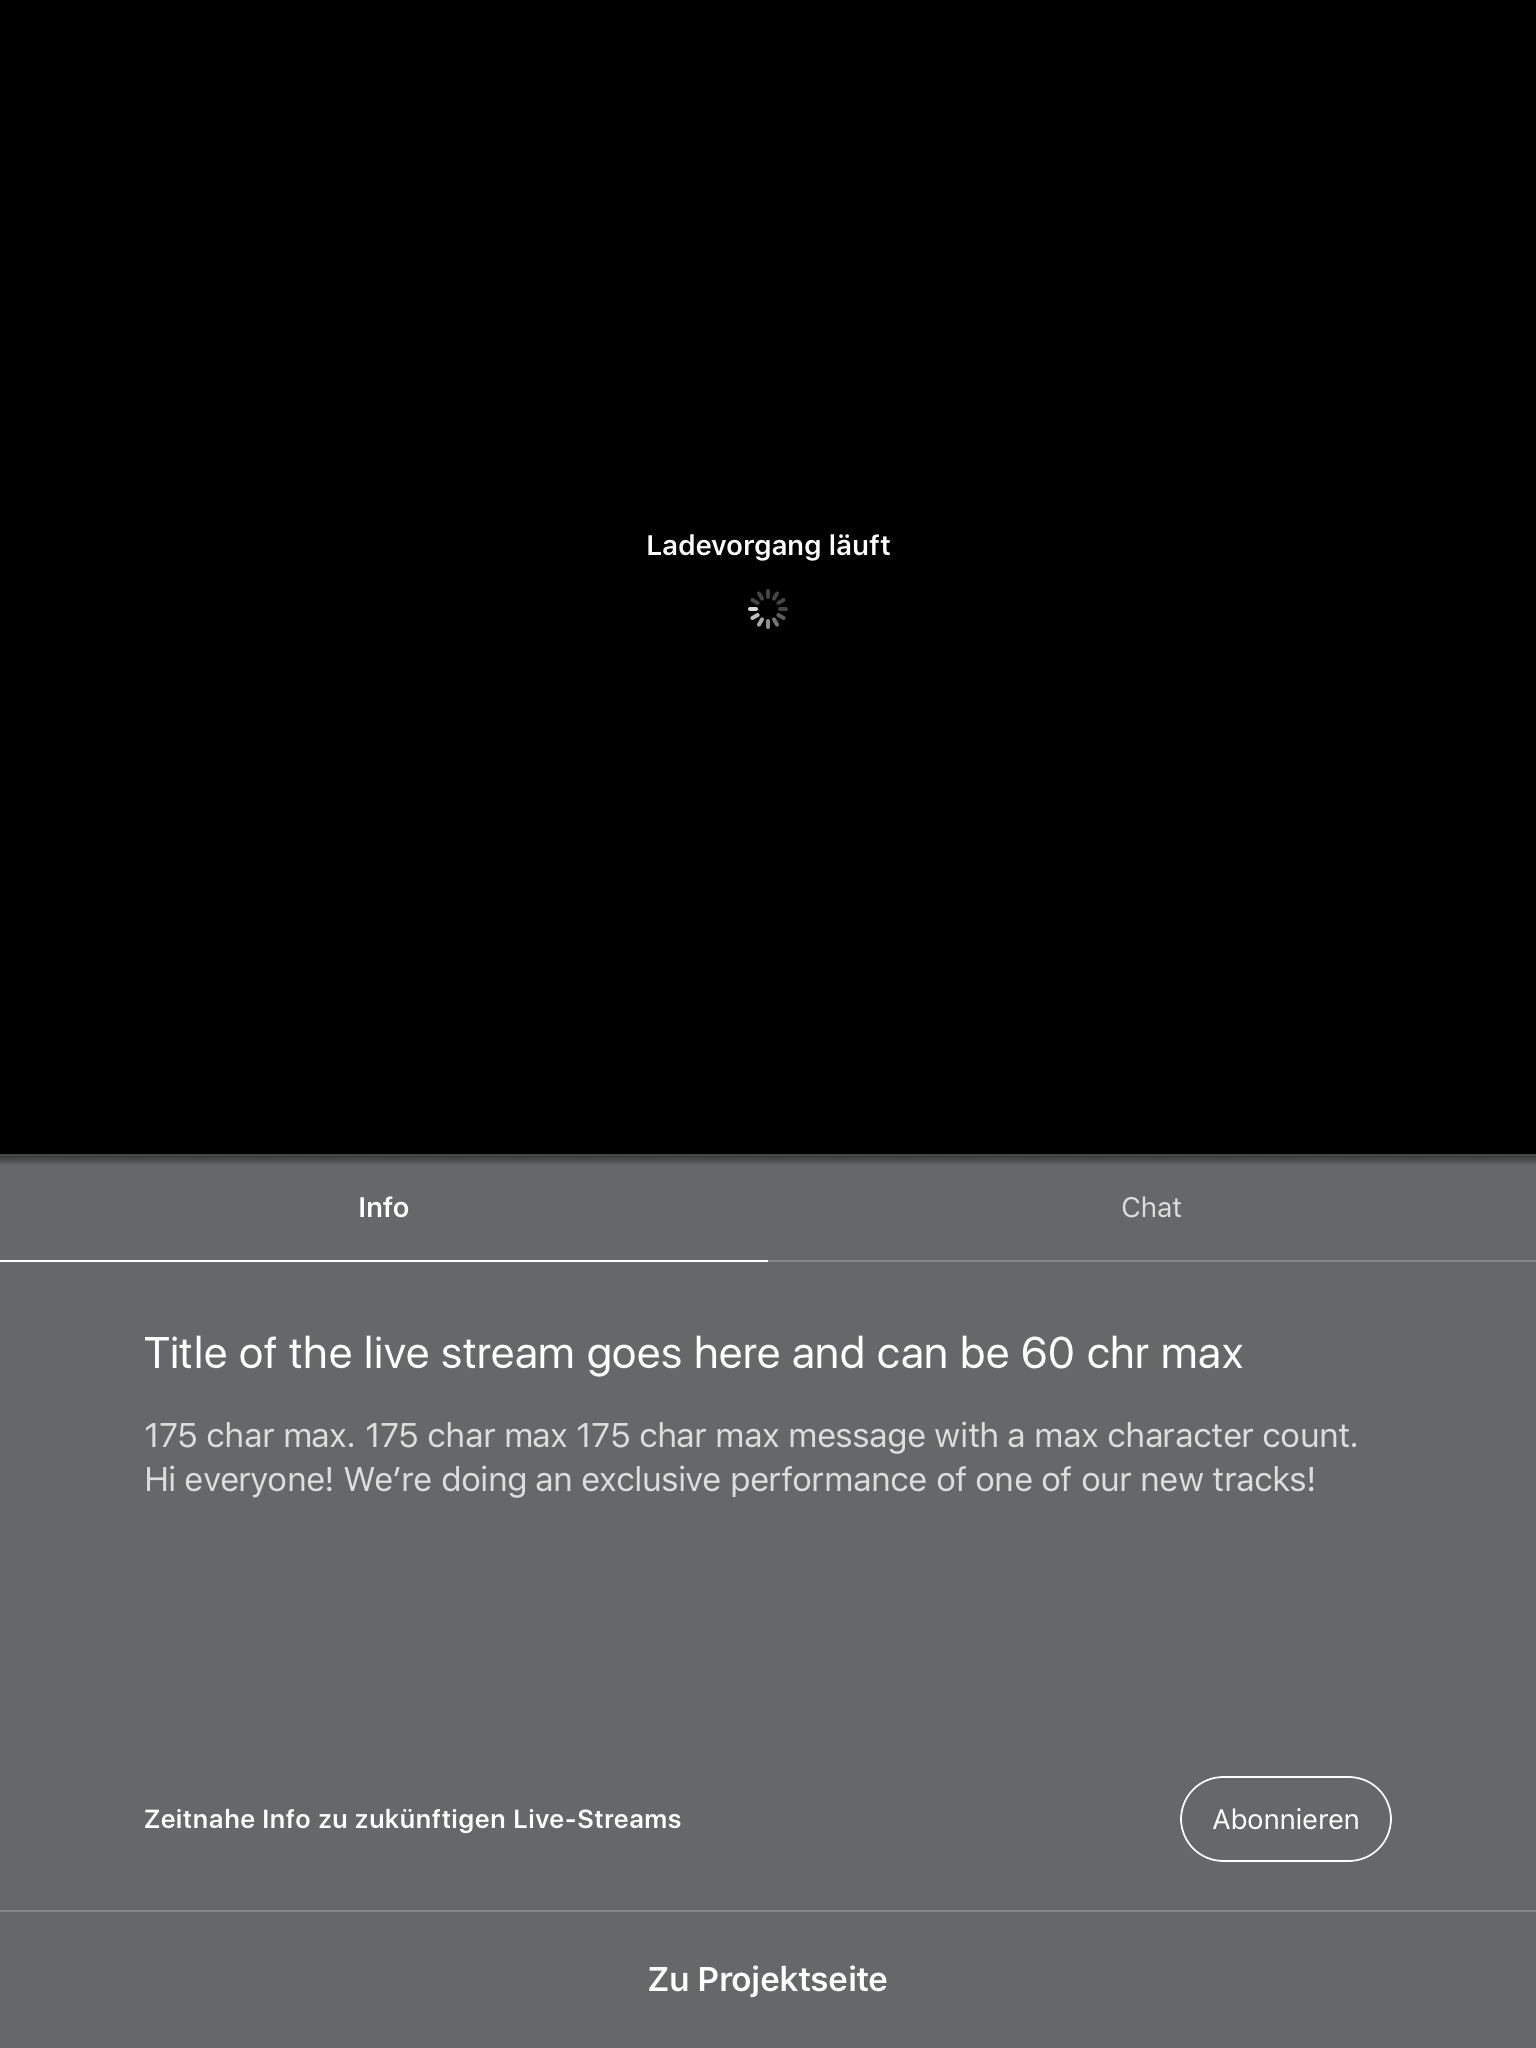 Ladevorgang läuft
Info
Chat
Title of the live stream goes here and can be 60 chr max
175 char max. 175 char max 175 char max message with a max character count.
Hi everyone! We’re doing an exclusive performance of one of our new tracks!
Zeitnahe Info zu zukünftigen Live-Streams
Abonnieren
Zu Projektseite